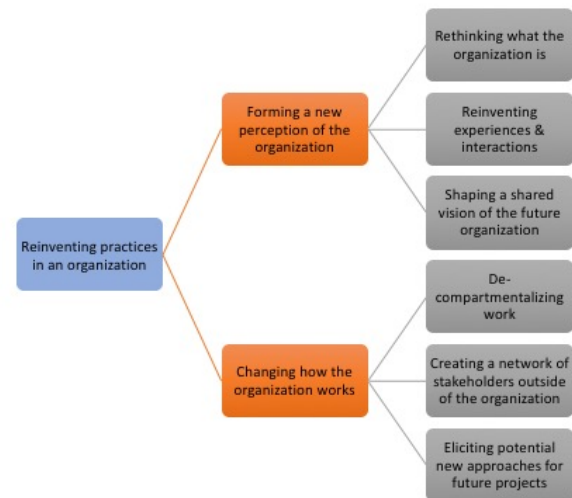 Rethinking what the
organization is
Forming a new
perception of the
organization
Reinventing
experiences &
interactions
Shaping a shared
vision of the future
organization
Reinventing practices
in an organization
De-
compartmentalizing
work
Changing how the
organization works
Creating a network of
stakeholders outside
of the organization
Eliciting potential
new approaches for
future projects